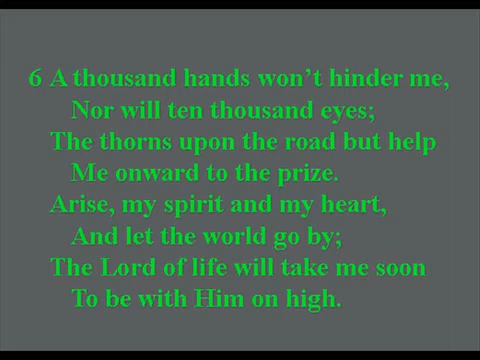 6 A thousand hands won’t hinder me,
Nor will ten thousand eyes;
The thorns upon the road but help
Me onward to the prize.
Arise, my spirit and my heart,
And let the world go by;
The Lord of life will take me soon
To be with Him on high.